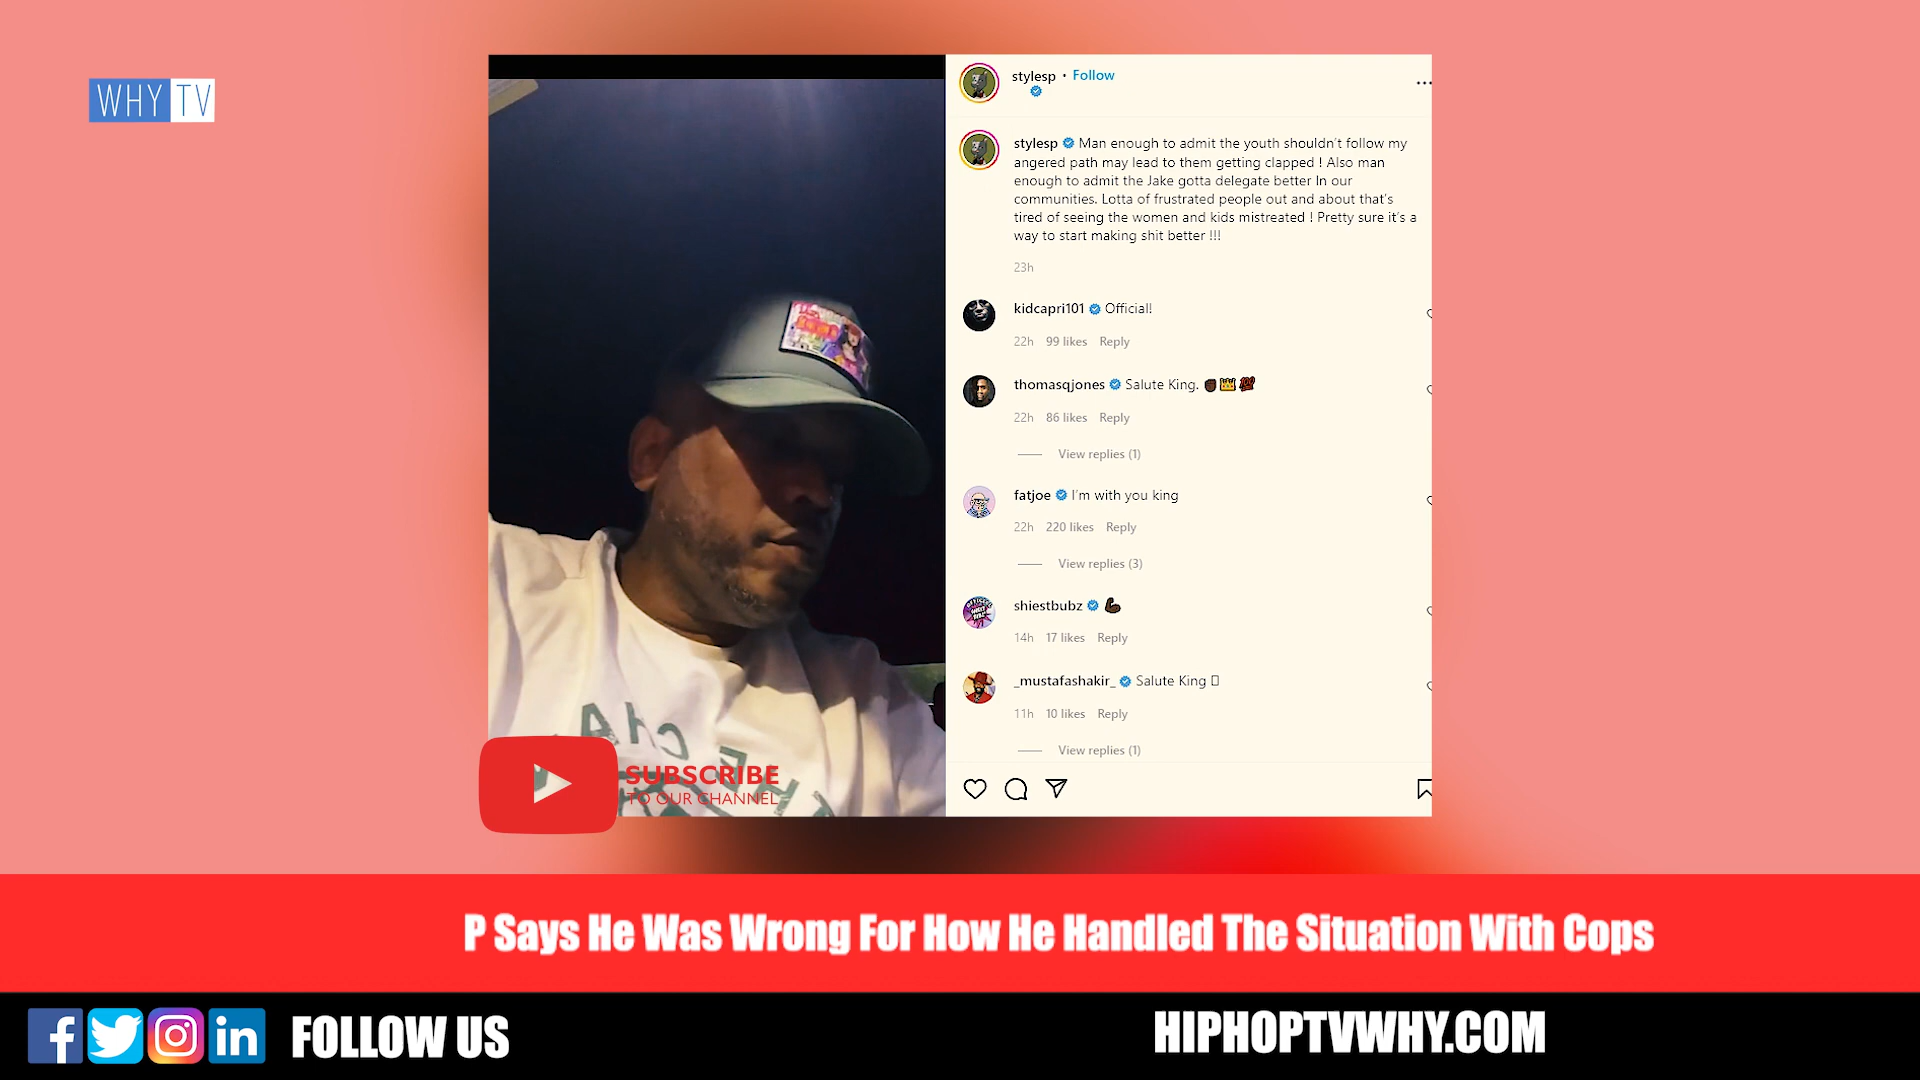 WHY TV
stylesp • Follow
stylesp Man enough to admit the youth shouldn't follow my
angered path may lead to them getting clapped ! Also man
enough to admit the Jake gotta delegate better In our
communities. Lotta of frustrated people out and about that's
tired of seeing the women and kids mistreated ! Pretty sure it's a
way to start making shit better !!!
23h
kidcapri101 Official!
22h 99 likes Reply
thomasqjones Salute King. ✊🏿👑💯
22h 86 likes Reply
View replies (1)
fatjoe I'm with you king
22h 220 likes Reply
View replies (3)
shiestbubz 💪🏿
14h 17 likes Reply
_mustafashakir_ Salute King
11h 10 likes Reply
View replies (1)
SUBSCRIBE
TO OUR CHANNEL
P Says He Was Wrong For How He Handled The Situation With Cops
FOLLOW US
HIPHOPTVWHY.COM